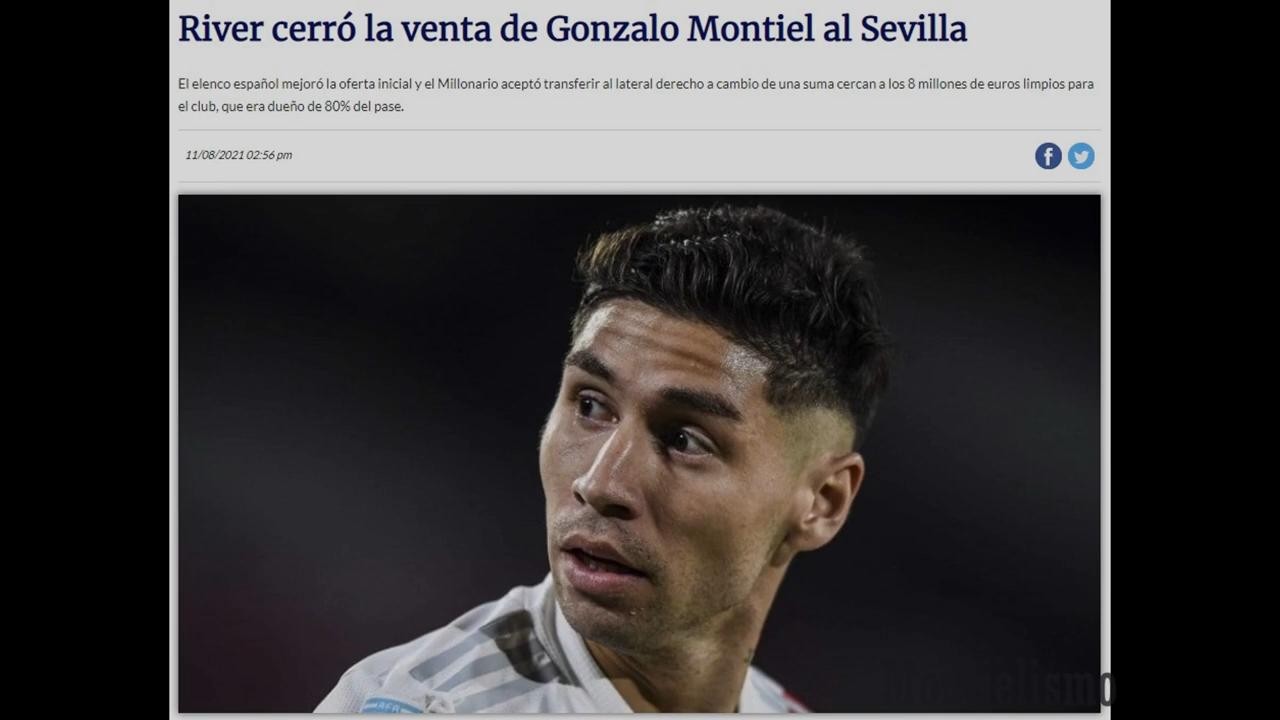 River cerró la venta de Gonzalo Montiel al Sevilla
El elenco español mejoró la oferta inicial y el Millonario aceptó transferir al lateral derecho a cambio de una suma cercan a los 8 millones de euros limpios para
el club, que era dueño de 80% del pase.
11/08/2021 02:56 pm
AFA